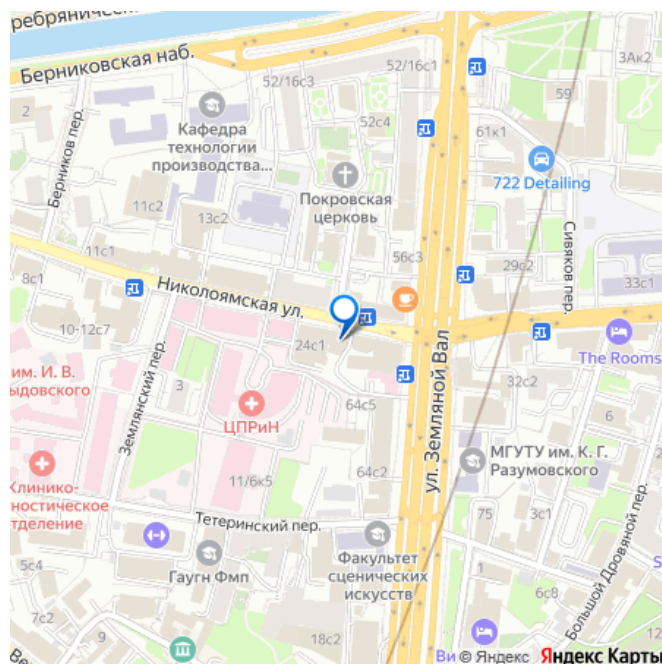 ребряничес
Берниковская наб.
52/16с3
52/16с1
3Ак2
59
2
Берников пер.
Кафедра
технологии
производства...
52с4
61к1
722 Detailing
Покровская
церковь
11с2
13с2
Сивяков пер.
11с1
56с3
29с2
33с1
8с1
Николоямская ул.
10-12с7
24с1
ул. Земляной Вал
The Rooms
им. И. В.
ыдовского
Землянский пер.
3
32с2
6
ЦПРиН
64с5
МГУТУ им. К. Г.
Разумовского
Клинико-
ностическое
тделение
11/6к5
64с2
Тетеринский пер.
75
3с1
Большой Дровяной пер.
Гаугн Фмп
Факультет
сценических
искусств
5с4
6с8
7с2
9
18с2
12
Ви
© Яндекс
Яндекс Карты